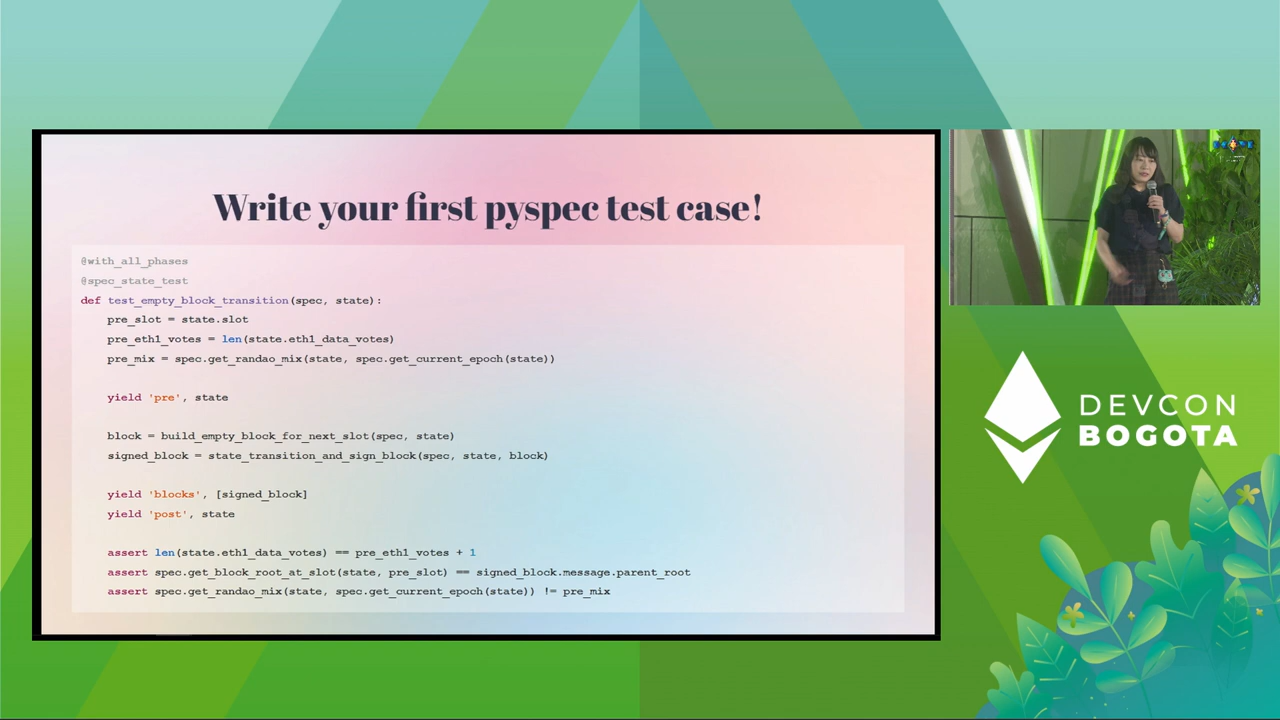 Write your first pyspec test case!
@with_all_phases
@spec_state_test
def test_empty_block_transition(spec, state):
    pre_slot = state.slot
    pre_eth1_votes = len(state.eth1_data_votes)
    pre_mix = spec.get_randao_mix(state, spec.get_current_epoch(state))
    yield 'pre', state
    block = build_empty_block_for_next_slot(spec, state)
    signed_block = state_transition_and_sign_block(spec, state, block)
    yield 'blocks', [signed_block]
    yield 'post', state
    assert len(state.eth1_data_votes) == pre_eth1_votes + 1
    assert spec.get_block_root_at_slot(state, pre_slot) == signed_block.message.parent_root
    assert spec.get_randao_mix(state, spec.get_current_epoch(state)) != pre_mix
DEVCON
BOGOTA